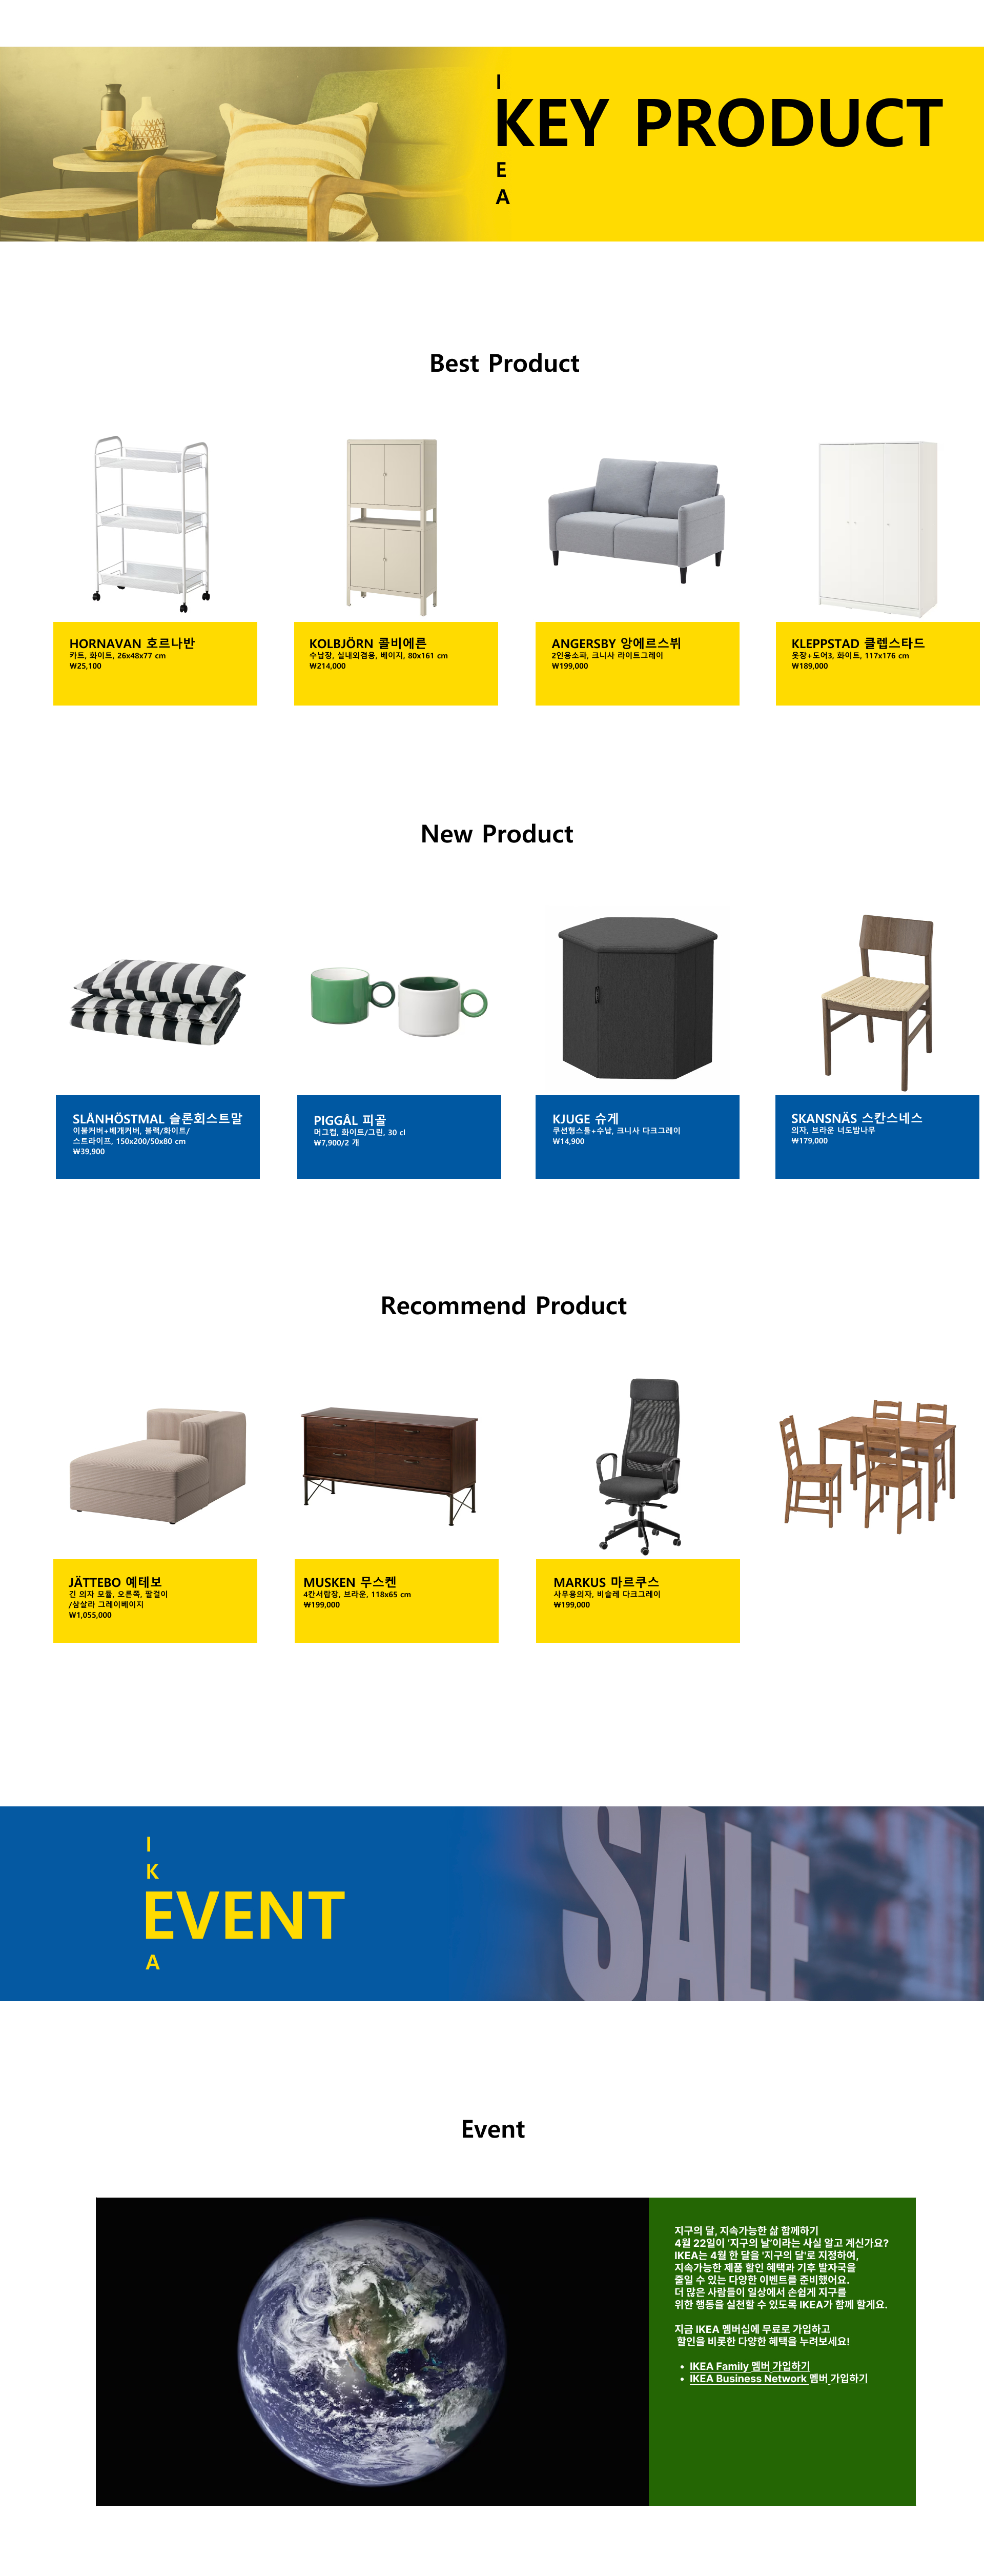 I
KEY PRODUCT
E
A
Best Product
HORNAVAN 호르나반
카트, 화이트, 26x48x77 cm
₩25,100
KOLBJÖRN 콜비에른
수납장, 실내외겸용, 베이지, 80x161 cm
₩214,000
ANGERSBY 앙에르스뷔
2인용소파, 크니사 라이트그레이
₩199,000
KLEPPSTAD 클렙스타드
옷장+도어3, 화이트, 117x176 cm
₩189,000
New Product
SLÅNHÖSTMAL 슬론회스트말
이불커버+베개커버, 블랙/화이트/
스트라이프, 150x200/50x80 cm
₩39,900
PIGGÅL 피골
머그컵, 화이트/그린, 30 cl
₩7,900/2 개
KJUGE 슈게
쿠션형스툴+수납, 크니사 다크그레이
₩14,900
SKANSNÄS 스칸스네스
의자, 브라운 너도밤나무
₩179,000
Recommend Product
JÄTTEBO 예테보
긴 의자 모듈, 오른쪽, 팔걸이
/삼살라 그레이베이지
₩1,055,000
MUSKEN 무스켄
4칸서랍장, 브라운, 118x65 cm
₩199,000
MARKUS 마르쿠스
사무용의자, 비슬레 다크그레이
₩199,000
I
K
EVENT
A
SALE
Event
지구의 달, 지속가능한 삶 함께하기
4월 22일이 '지구의 날'이라는 사실 알고 계신가요?
IKEA는 4월 한 달을 '지구의 달'로 지정하여,
지속가능한 제품 할인 혜택과 기후 발자국을
줄일 수 있는 다양한 이벤트를 준비했어요.
더 많은 사람들이 일상에서 손쉽게 지구를
위한 행동을 실천할 수 있도록 IKEA가 함께 할게요.
지금 IKEA 멤버십에 무료로 가입하고
할인을 비롯한 다양한 혜택을 누려보세요!
• IKEA Family 멤버 가입하기
• IKEA Business Network 멤버 가입하기